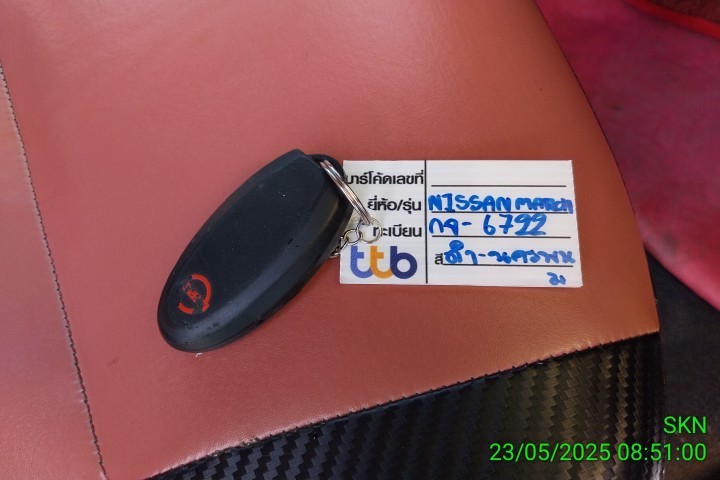 บาร์โค้ดเลขที่
ยี่ห้อ/รุ่น NISSAN MARCH
ทะเบียน กจ-6722
ttb สี ดำ-นครพน
ม
SKN
23/05/2025 08:51:00